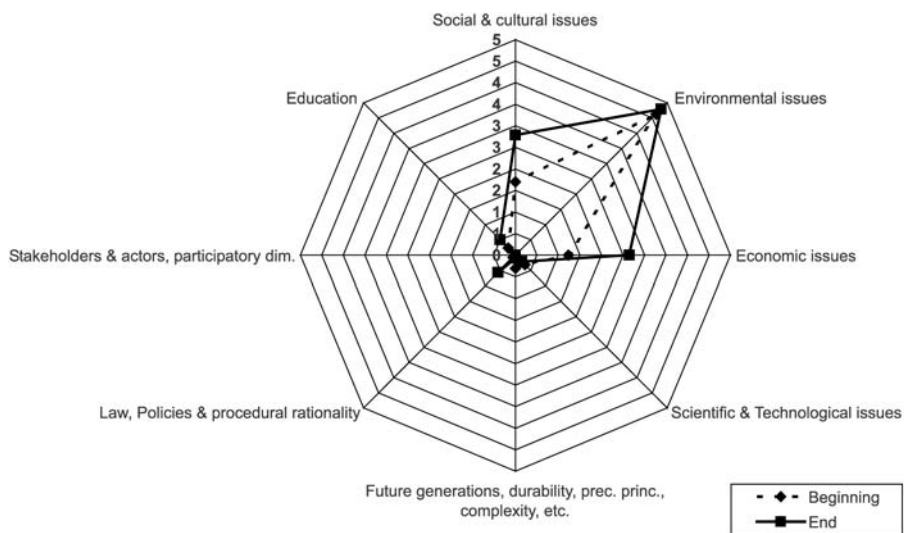 Social & cultural issues
5
5
4
4
3
3
2
2
1
1
0
Education
Environmental issues
Stakeholders & actors, participatory dim.
Economic issues
Law, Policies & procedural rationality
Scientific & Technological issues
Future generations, durability, prec. princ.,
complexity, etc.
Beginning
End